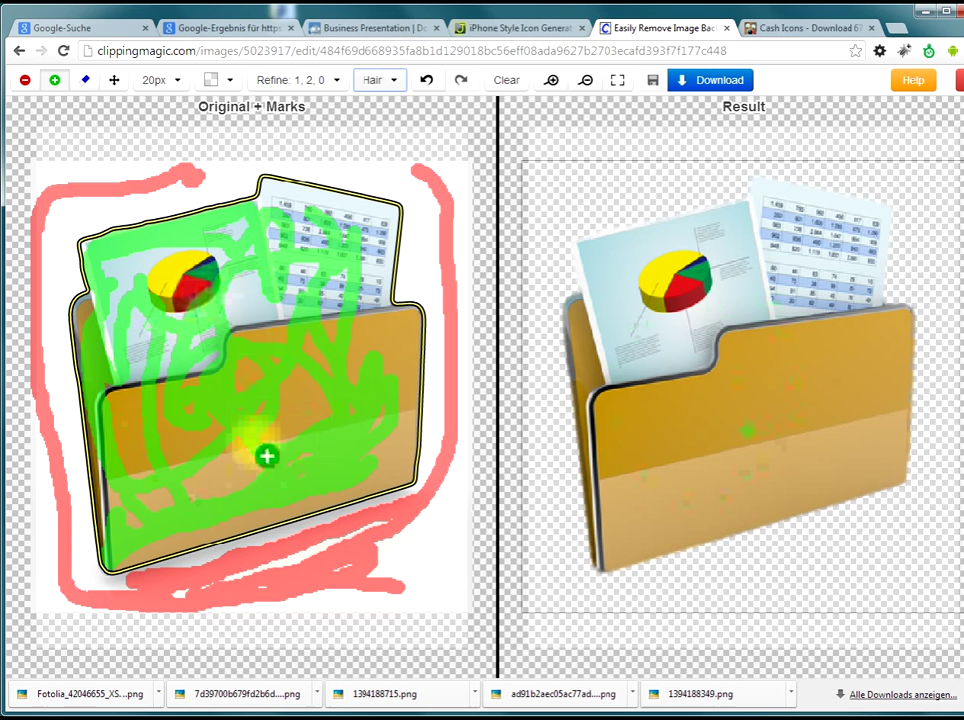 Google-Suche
Google-Ergebnis für https
Business Presentation | Do
iPhone Style Icon Generat
Easily Remove Image Bac
Cash Icons - Download 67
clippingmagic.com/images/5023917/edit/484f69d668935fa8b1d129018bc56eff08ada9627b2703ecafd393f7f177c448
20px
Refine: 1, 2, 0
Hair
Clear
Download
Help
Original + Marks
Result
Fotolia_42046655_XS....png
7d39700b679fd2b6d....png
1394188715.png
ad91b2aec05ac77ad....png
1394188349.png
Alle Downloads anzeigen...